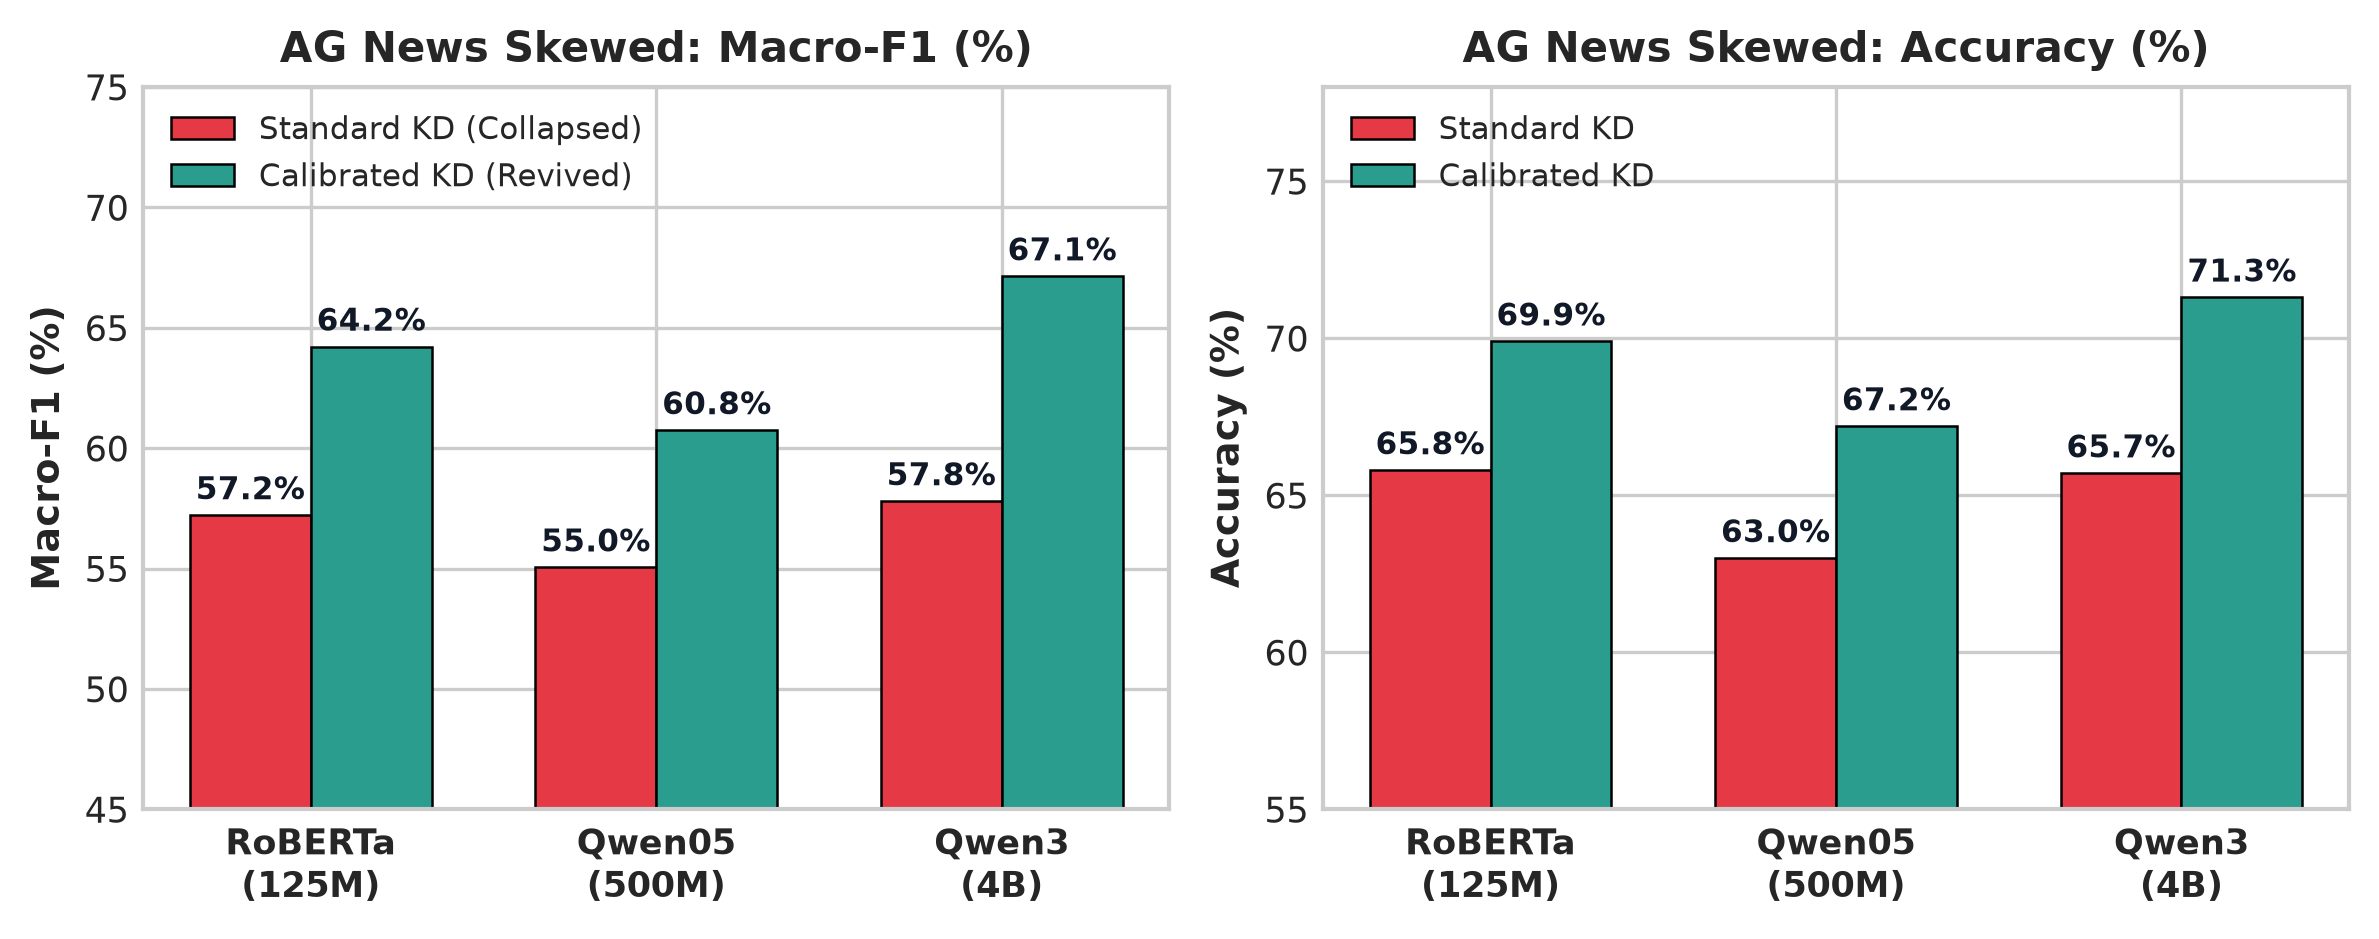 AG News Skewed: Macro-F1 (%)
Macro-F1 (%)
75
70
65
60
55
50
45
Standard KD (Collapsed)
Calibrated KD (Revived)
57.2%
64.2%
55.0%
60.8%
57.8%
67.1%
RoBERTa
(125M)
Qwen05
(500M)
Qwen3
(4B)
AG News Skewed: Accuracy (%)
Accuracy (%)
75
70
65
60
55
Standard KD
Calibrated KD
65.8%
69.9%
63.0%
67.2%
65.7%
71.3%
RoBERTa
(125M)
Qwen05
(500M)
Qwen3
(4B)